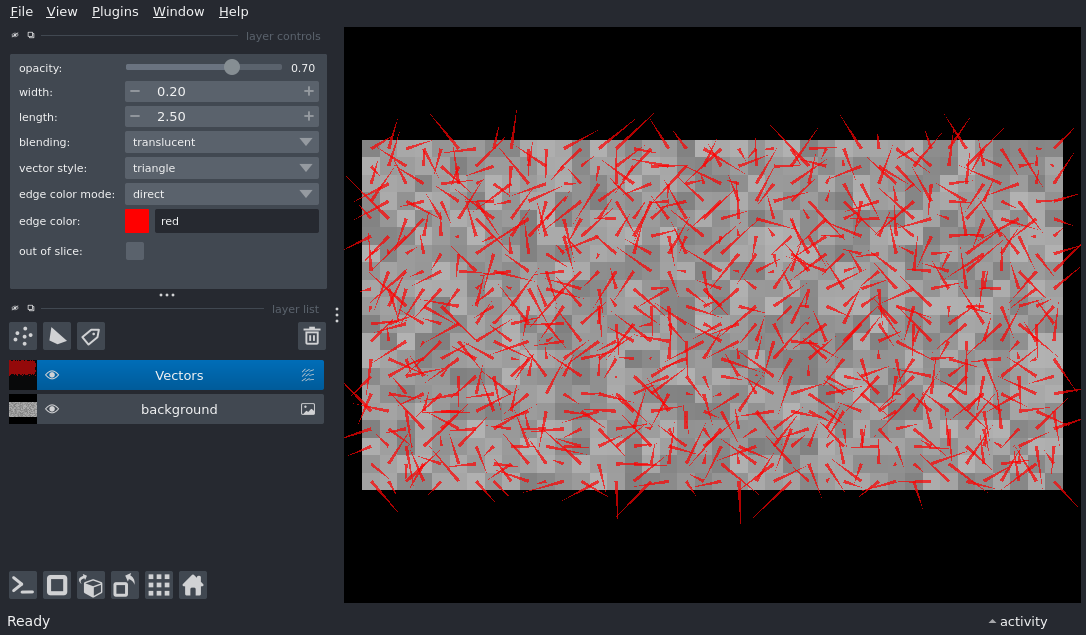 File View Plugins Window Help
layer controls
opacity: 0.70
width: 0.20
length: 2.50
blending: translucent
vector style: triangle
edge color mode: direct
edge color: red
out of slice:
layer list
Vectors
background
Ready activity